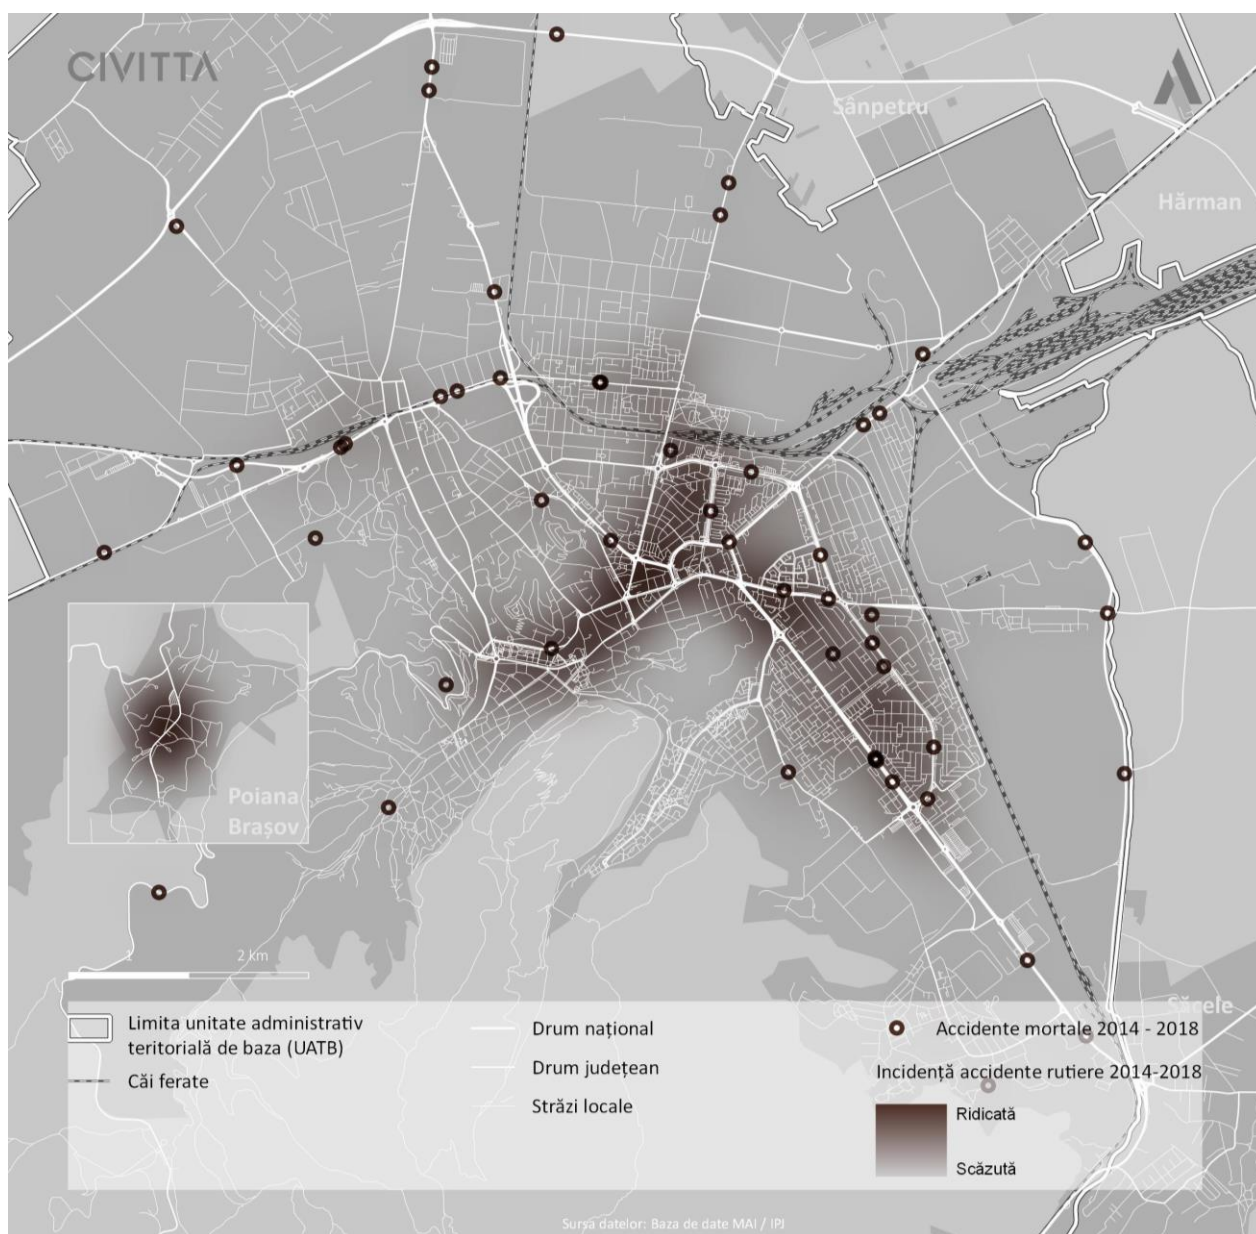 CIVITTA
Sânpetru
Hărman
Poiana
Brașov
1
2 km
Săcele
Limita unitate administrativ
teritorială de baza (UATB)
Căi ferate
Drum național
Drum județean
Străzi locale
Accidente mortale 2014 - 2018
Incidență accidente rutiere 2014-2018
Ridicată
Scăzută
Sursa datelor: Baza de date MAI / IPJ